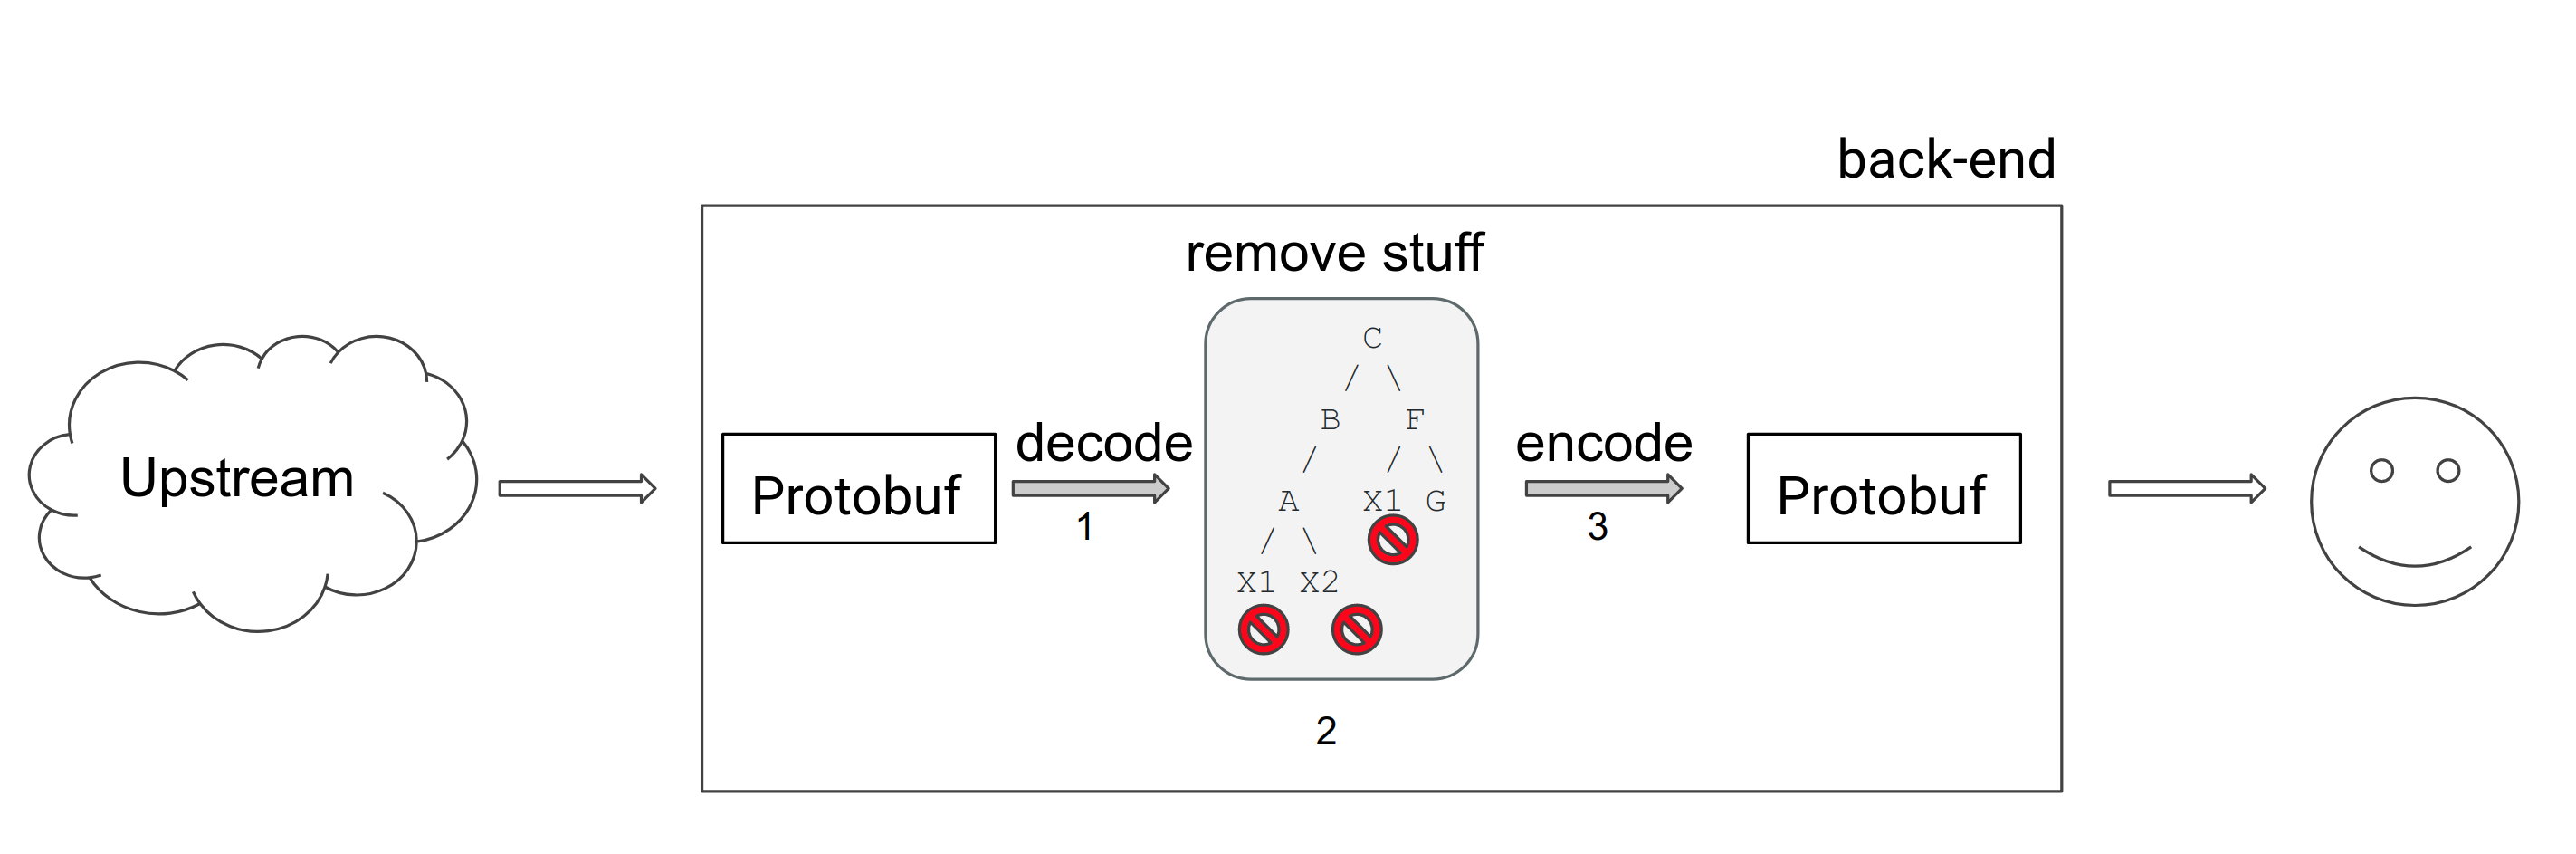 back-end
remove stuff
C
/ \
B F
/ / \
A X1 G
/ \
X1 X2
Upstream
Protobuf
decode
1
2
encode
3
Protobuf